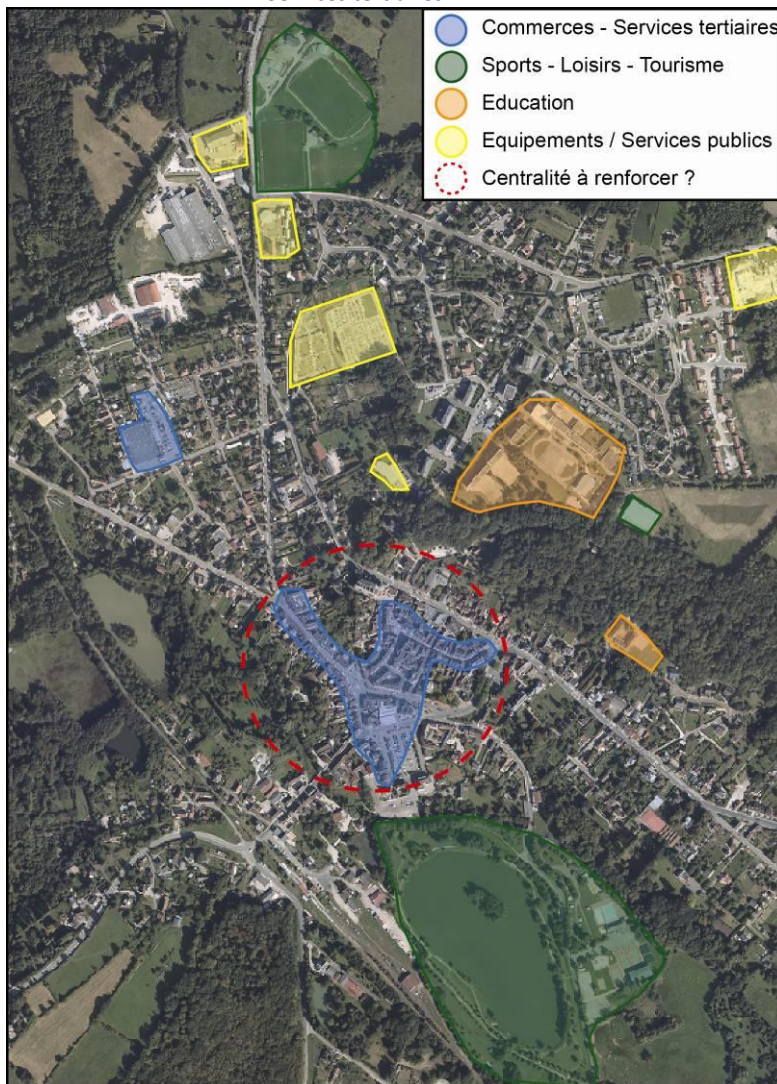 Commerces - Services tertiaires
Sports - Loisirs - Tourisme
Education
Equipements / Services publics
Centralité à renforcer ?